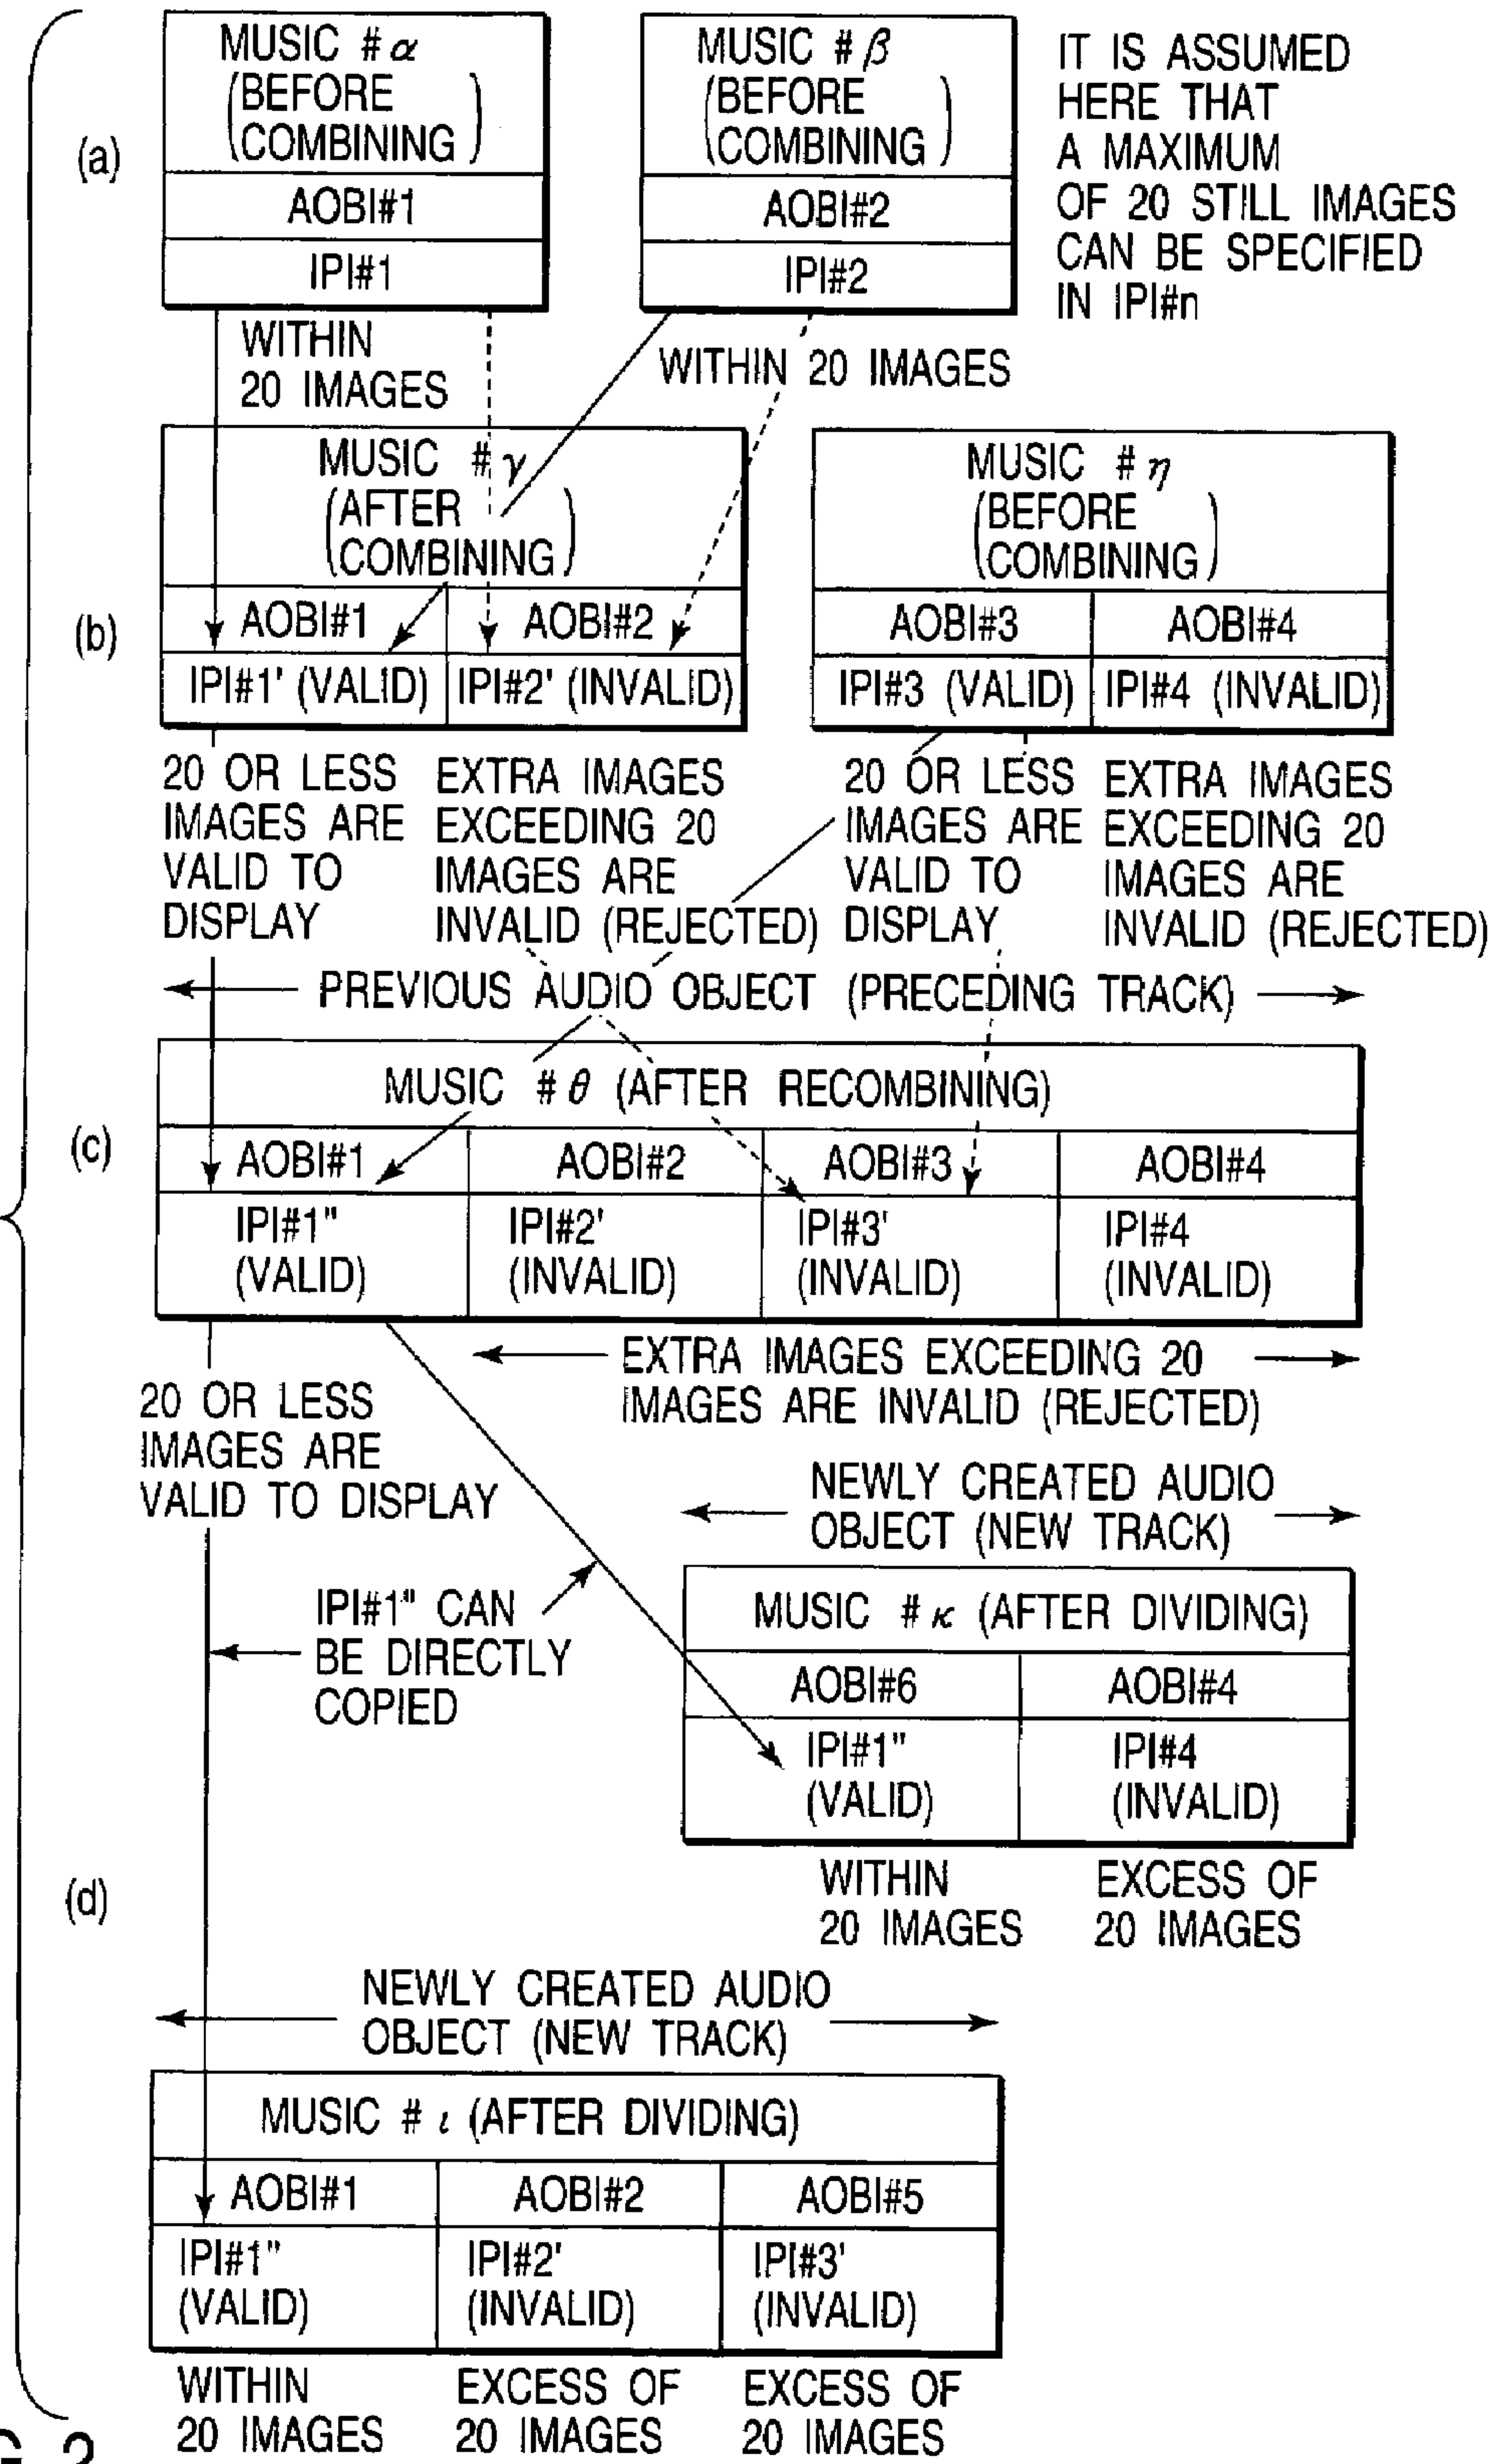 (a)
MUSIC #α
(BEFORE
COMBINING)
AOBI#1
IPI#1
MUSIC #β
(BEFORE
COMBINING)
AOBI#2
IPI#2
IT IS ASSUMED
HERE THAT
A MAXIMUM
OF 20 STILL IMAGES
CAN BE SPECIFIED
IN IPI#n
WITHIN
20 IMAGES
WITHIN 20 IMAGES
(b)
MUSIC #γ
(AFTER
COMBINING)
AOBI#1
AOBI#2
IPI#1' (VALID)
IPI#2' (INVALID)
MUSIC #η
(BEFORE
COMBINING)
AOBI#3
AOBI#4
IPI#3 (VALID)
IPI#4 (INVALID)
20 OR LESS
IMAGES ARE
VALID TO
DISPLAY
EXTRA IMAGES
EXCEEDING 20
IMAGES ARE
INVALID (REJECTED)
20 OR LESS
IMAGES ARE
VALID TO
DISPLAY
EXTRA IMAGES
EXCEEDING 20
IMAGES ARE
INVALID (REJECTED)
PREVIOUS AUDIO OBJECT (PRECEDING TRACK)
(c)
MUSIC #θ (AFTER RECOMBINING)
AOBI#1
AOBI#2
AOBI#3
AOBI#4
IPI#1"
(VALID)
IPI#2'
(INVALID)
IPI#3'
(INVALID)
IPI#4
(INVALID)
EXTRA IMAGES EXCEEDING 20
IMAGES ARE INVALID (REJECTED)
20 OR LESS
IMAGES ARE
VALID TO DISPLAY
NEWLY CREATED AUDIO
OBJECT (NEW TRACK)
IPI#1" CAN
BE DIRECTLY
COPIED
MUSIC #κ (AFTER DIVIDING)
AOBI#6
AOBI#4
IPI#1"
(VALID)
IPI#4
(INVALID)
WITHIN
20 IMAGES
EXCESS OF
20 IMAGES
(d)
NEWLY CREATED AUDIO
OBJECT (NEW TRACK)
MUSIC #ι (AFTER DIVIDING)
AOBI#1
AOBI#2
AOBI#5
IPI#1"
(VALID)
IPI#2'
(INVALID)
IPI#3'
(INVALID)
WITHIN
20 IMAGES
EXCESS OF
20 IMAGES
EXCESS OF
20 IMAGES